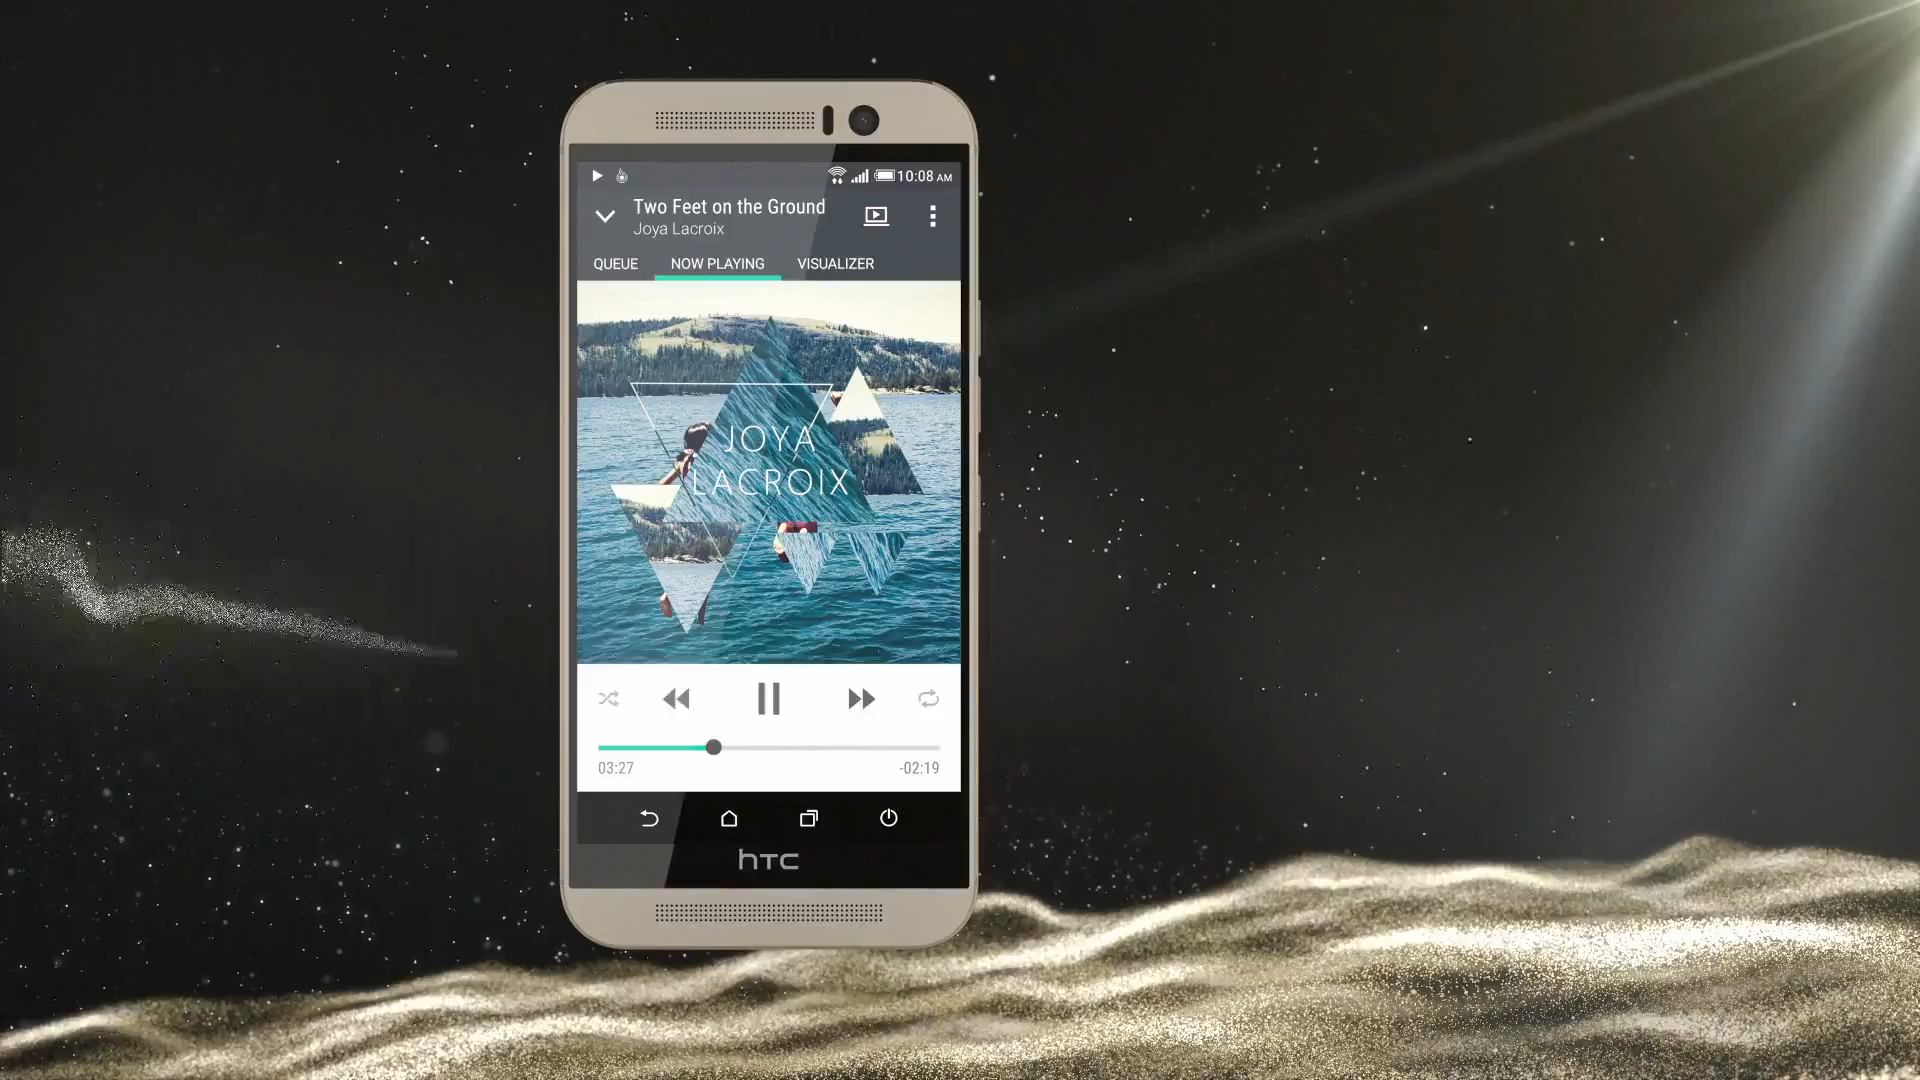 10:08 AM
Two Feet on the Ground
Joya Lacroix
QUEUE NOW PLAYING VISUALIZER
JOYA
LACROIX
03:27 -02:19
hTC